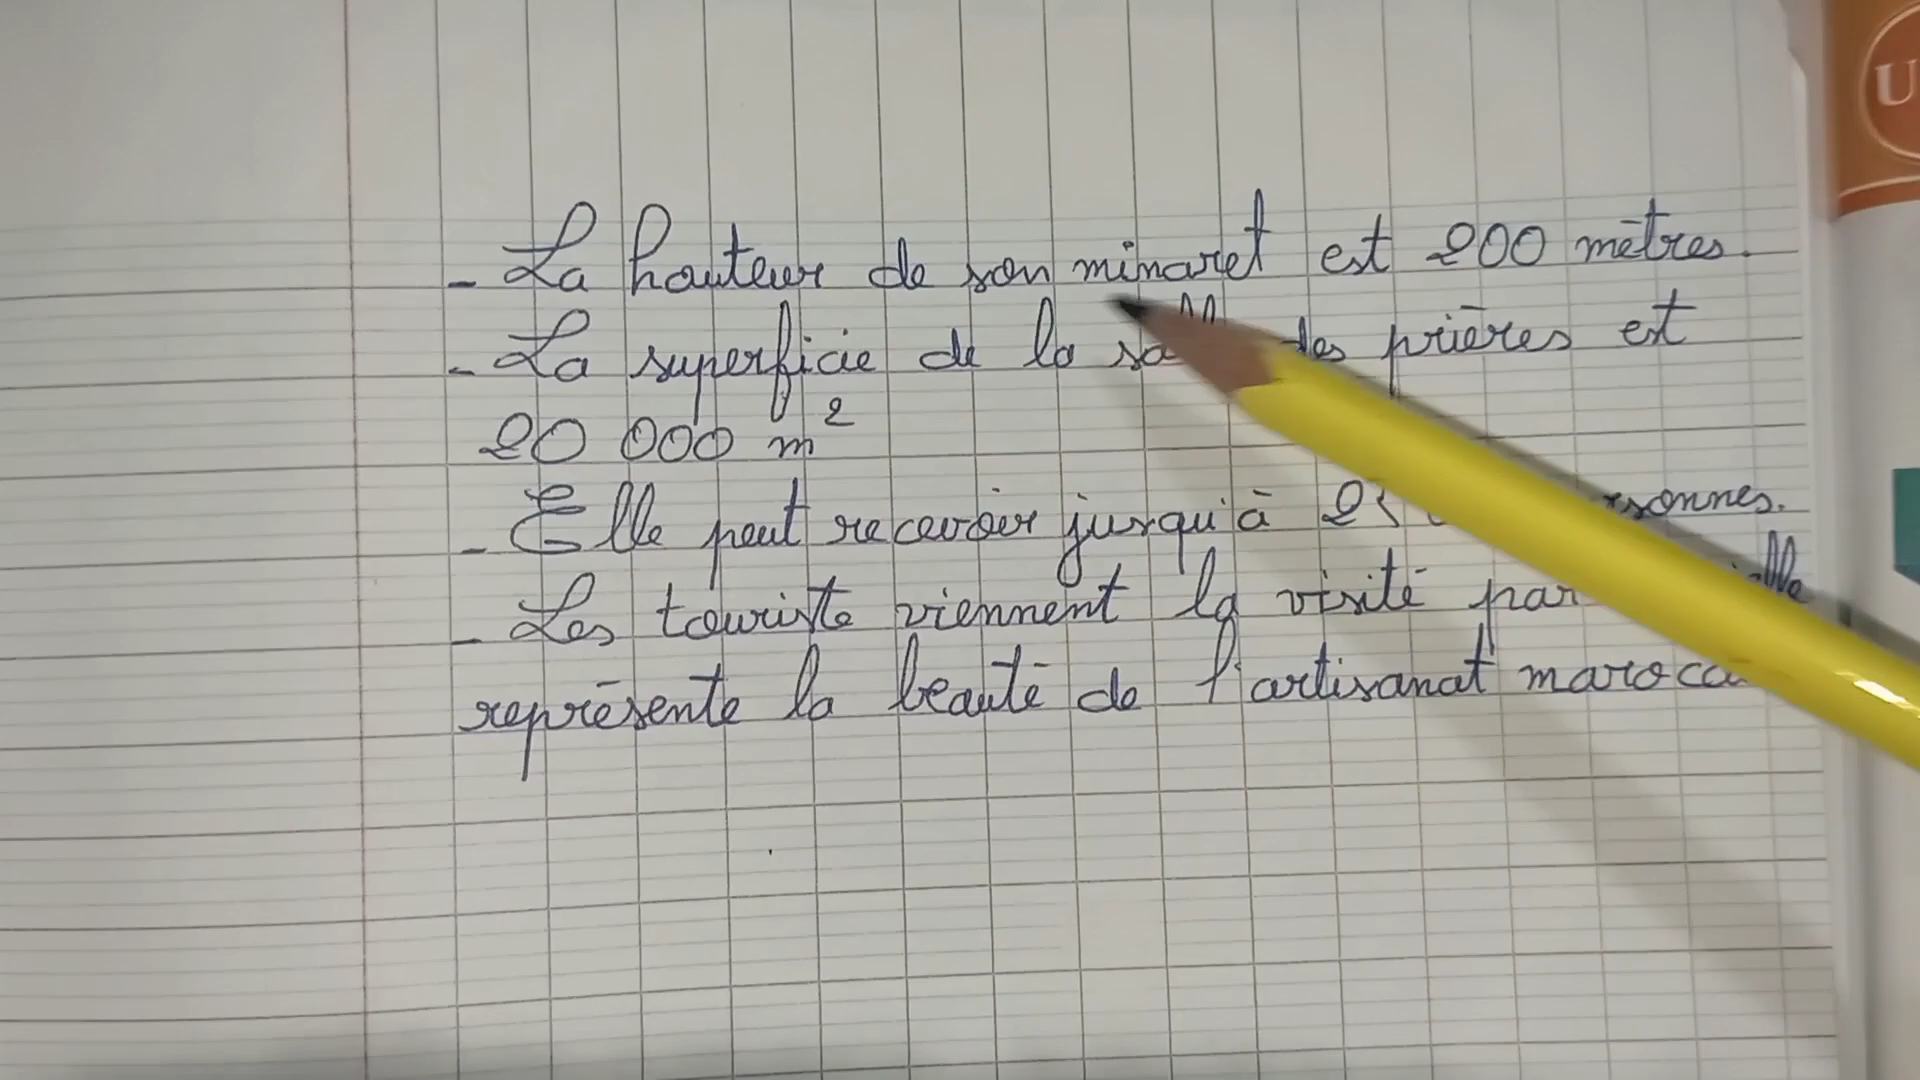 - La hauteur de son minaret est 200 mètres.
- La superficie de la salle des prières est
20 000 m²
- Elle peut recevoir jusqu'à 25
- Les touriste viennent la visité par
représente la beauté de l'artisanat
U